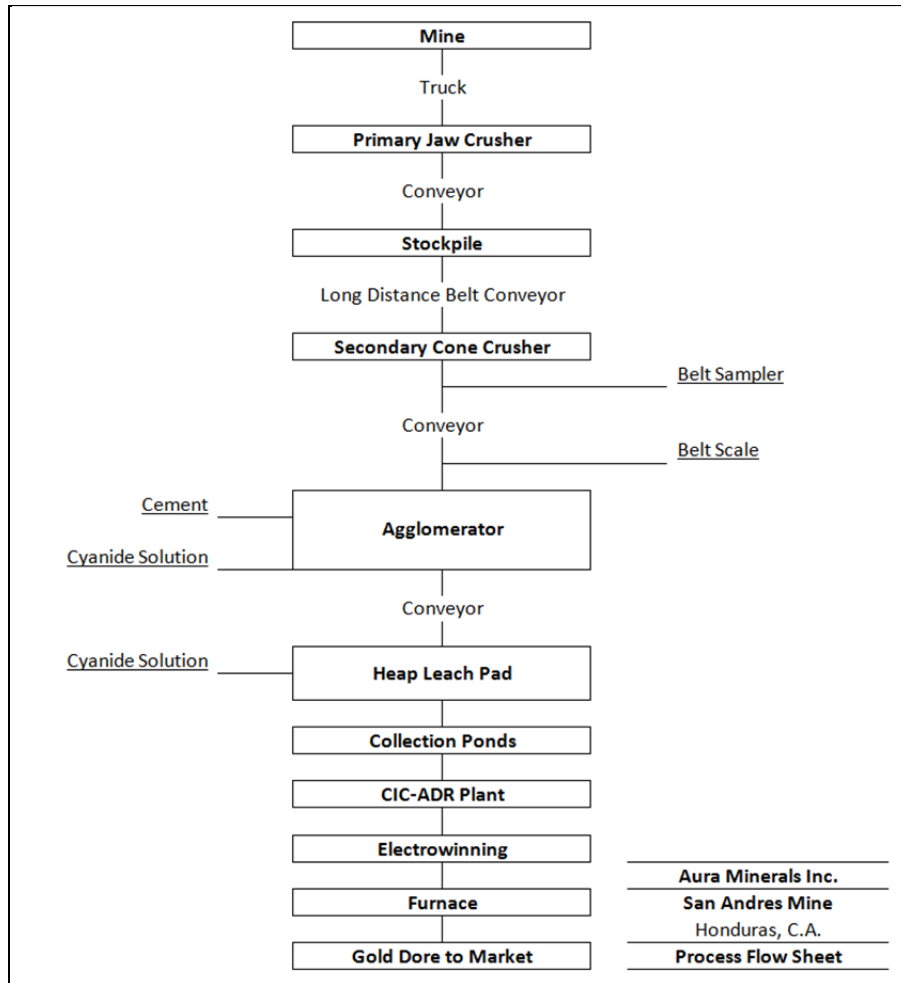 Mine
Truck
Primary Jaw Crusher
Conveyor
Stockpile
Long Distance Belt Conveyor
Secondary Cone Crusher
Belt Sampler
Conveyor
Belt Scale
Cement
Agglomerator
Cyanide Solution
Conveyor
Cyanide Solution
Heap Leach Pad
Collection Ponds
CIC-ADR Plant
Electrowinning
Aura Minerals Inc.
Furnace
San Andres Mine
Honduras, C.A.
Gold Dore to Market
Process Flow Sheet